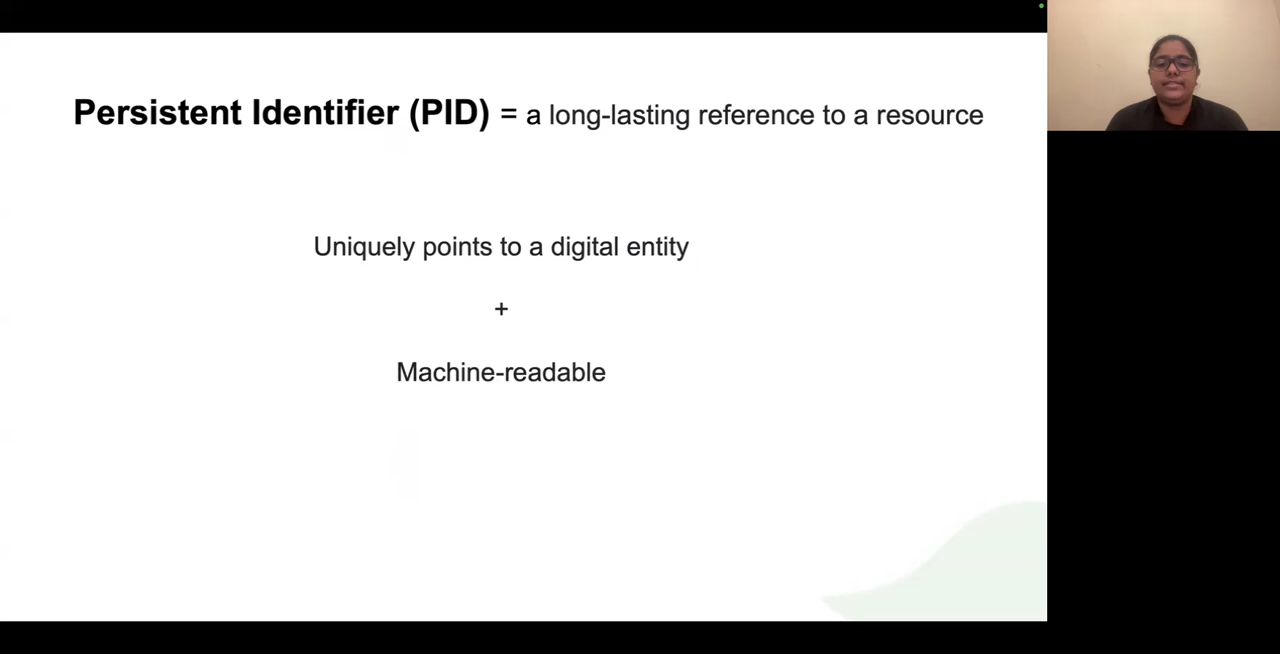 Persistent Identifier (PID) = a long-lasting reference to a resource
Uniquely points to a digital entity
+
Machine-readable